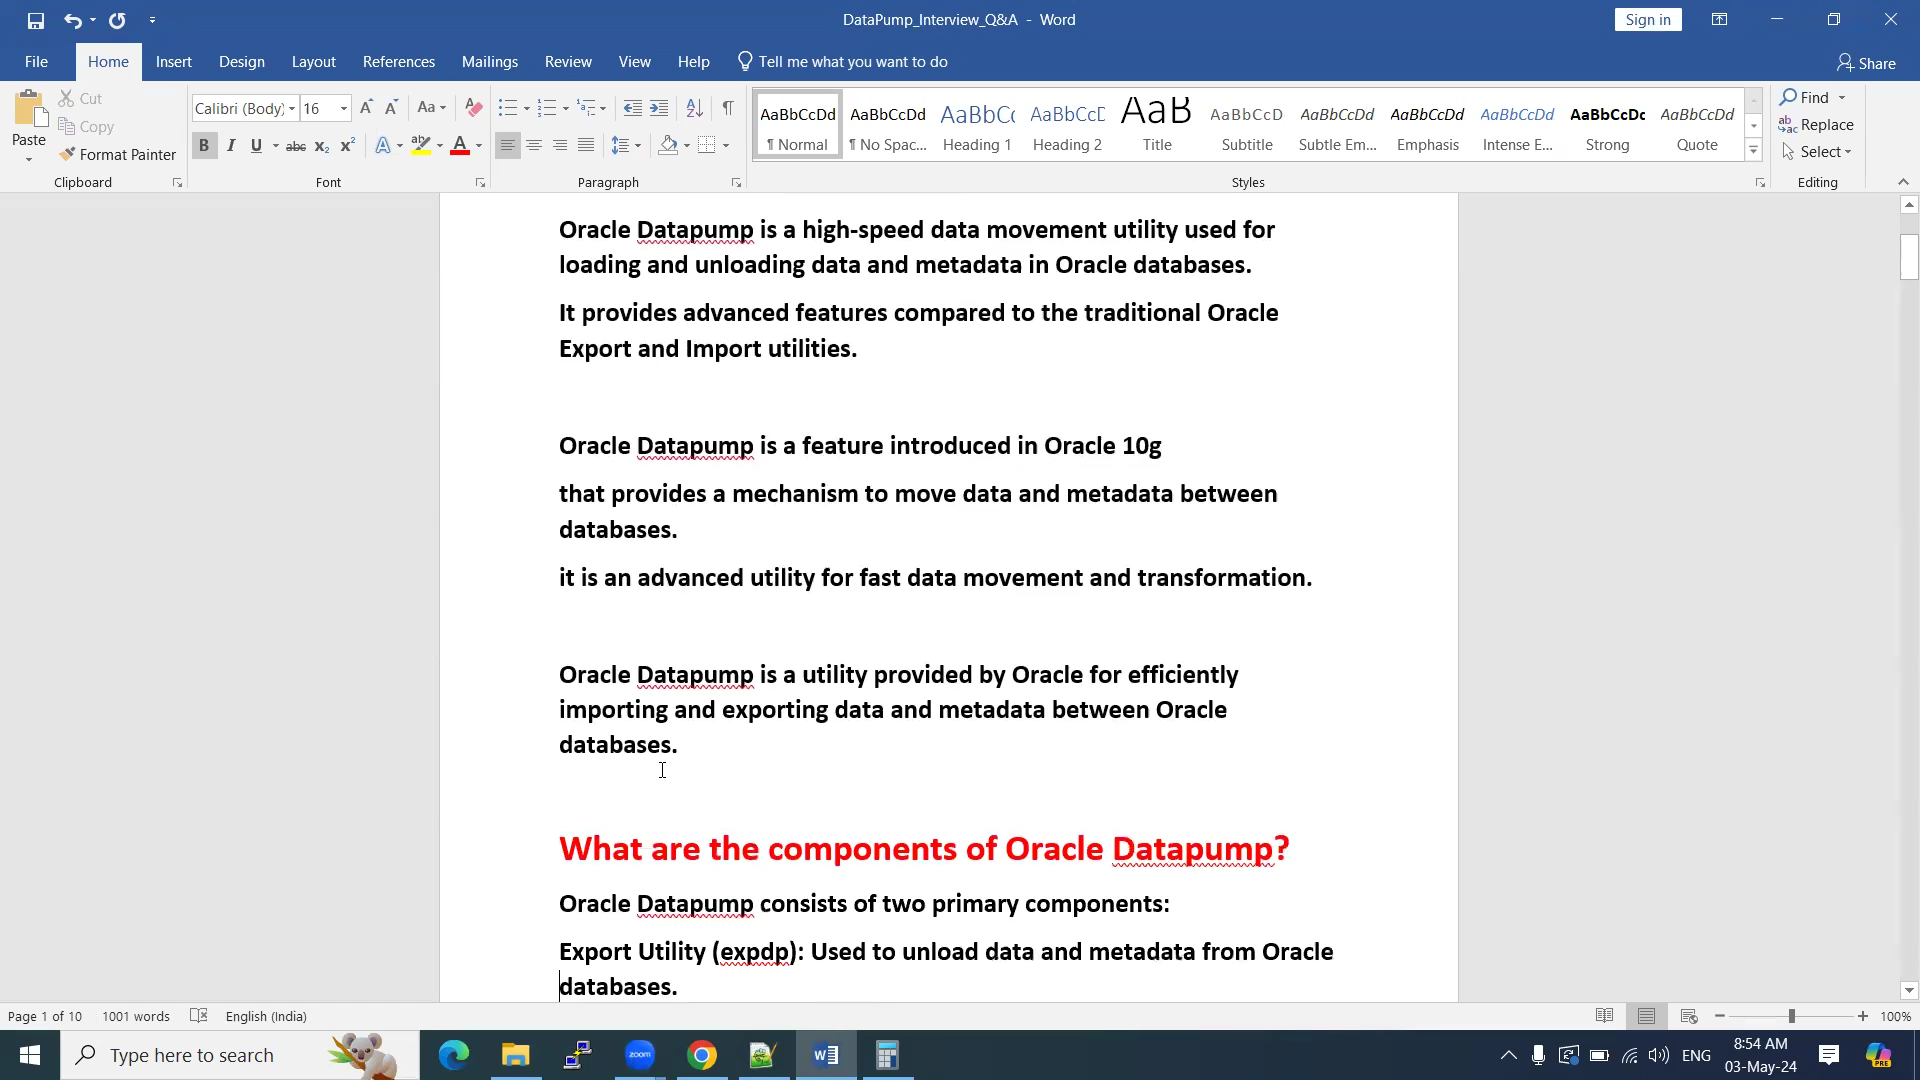 DataPump_Interview_Q&A - Word
Sign in
File Home Insert Design Layout References Mailings Review View Help Tell me what you want to do Share
Paste
Cut
Copy
Format Painter
Calibri (Body) 16
AaBbCcDd AaBbCcDd AaBbCc AaBbCcE AaB AaBbCcD AaBbCcDd AaBbCcDd AaBbCcDd AaBbCcDc AaBbCcDd
¶ Normal ¶ No Spac... Heading 1 Heading 2 Title Subtitle Subtle Em... Emphasis Intense E... Strong Quote
Find
Replace
Select
Clipboard Font Paragraph Styles Editing
Oracle Datapump is a high-speed data movement utility used for
loading and unloading data and metadata in Oracle databases.
It provides advanced features compared to the traditional Oracle
Export and Import utilities.
Oracle Datapump is a feature introduced in Oracle 10g
that provides a mechanism to move data and metadata between
databases.
it is an advanced utility for fast data movement and transformation.
Oracle Datapump is a utility provided by Oracle for efficiently
importing and exporting data and metadata between Oracle
databases.
What are the components of Oracle Datapump?
Oracle Datapump consists of two primary components:
Export Utility (expdp): Used to unload data and metadata from Oracle
databases.
Page 1 of 10 1001 words English (India) 100%
Type here to search
zoom
ENG
8:54 AM
03-May-24
PRE